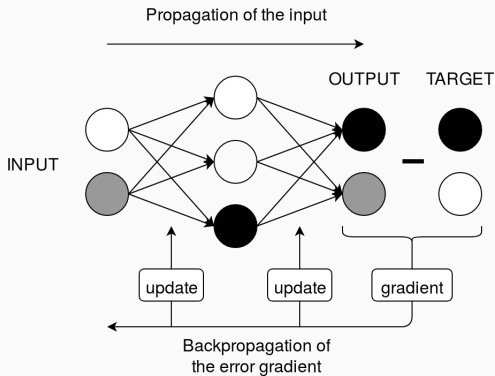 Propagation of the input
OUTPUT
TARGET
INPUT
update
update
gradient
Backpropagation of
the error gradient